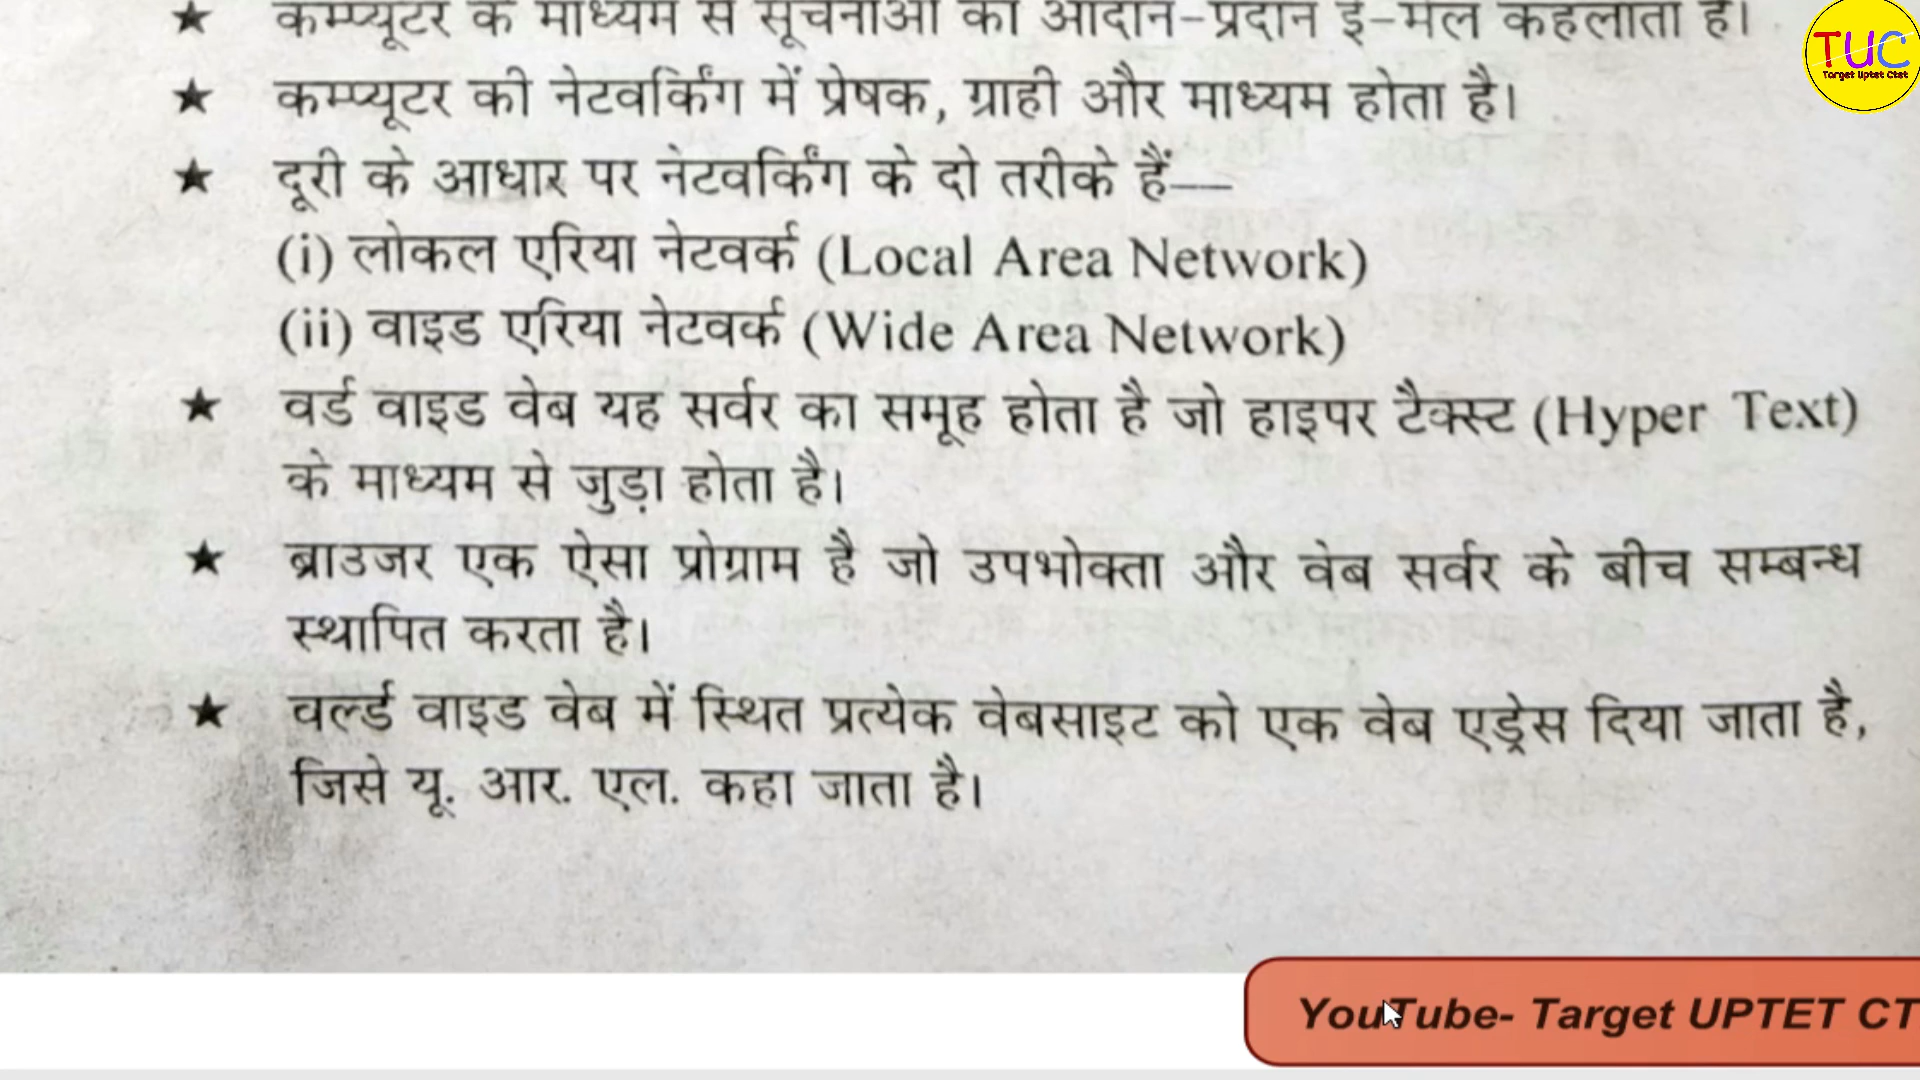 ★ कम्प्यूटर के माध्यम से सूचनाओं का आदान-प्रदान ई-मेल कहलाता है।
TUC
Target Uptet Ctet
★ कम्प्यूटर की नेटवर्किंग में प्रेषक, ग्राही और माध्यम होता है।
★ दूरी के आधार पर नेटवर्किंग के दो तरीके हैं—
(i) लोकल एरिया नेटवर्क (Local Area Network)
(ii) वाइड एरिया नेटवर्क (Wide Area Network)
★ वर्ड वाइड वेब यह सर्वर का समूह होता है जो हाइपर टैक्स्ट (Hyper Text)
के माध्यम से जुड़ा होता है।
★ ब्राउजर एक ऐसा प्रोग्राम है जो उपभोक्ता और वेब सर्वर के बीच सम्बन्ध
स्थापित करता है।
★ वर्ल्ड वाइड वेब में स्थित प्रत्येक वेबसाइट को एक वेब एड्रेस दिया जाता है,
जिसे यू. आर. एल. कहा जाता है।
YouTube- Target UPTET CT